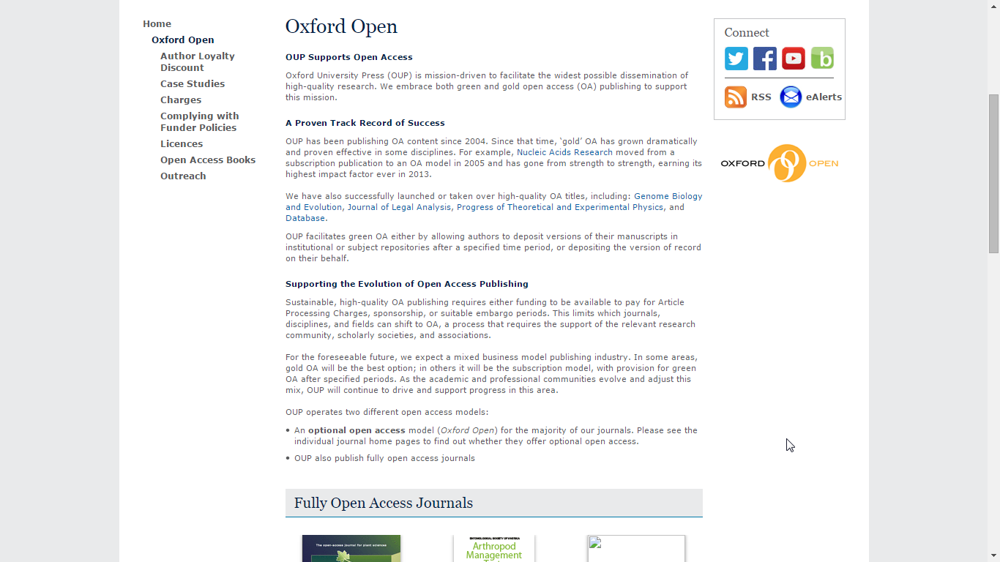 Home
Oxford Open
Author Loyalty
Discount
Case Studies
Charges
Complying with
Funder Policies
Licences
Open Access Books
Outreach
Oxford Open
OUP Supports Open Access
Oxford University Press (OUP) is mission-driven to facilitate the widest possible dissemination of
high-quality research. We embrace both green and gold open access (OA) publishing to support
this mission.
A Proven Track Record of Success
OUP has been publishing OA content since 2004. Since that time, ‘gold’ OA has grown dramatically
and proven effective in some disciplines. For example, Nucleic Acids Research moved from a
subscription publication to an OA model in 2005 and has gone from strength to strength, earning its
highest impact factor ever in 2013.
We have also successfully launched or taken over high-quality OA titles, including: Genome Biology
and Evolution, Journal of Legal Analysis, Progress of Theoretical and Experimental Physics, and
Database.
OUP facilitates green OA either by allowing authors to deposit versions of their manuscripts in
institutional or subject repositories after a specified time period, or depositing the version of record
on their behalf.
Supporting the Evolution of Open Access Publishing
Sustainable, high-quality OA publishing requires either funding to be available to pay for Article
Processing Charges, sponsorship, or suitable embargo periods. This limits which journals,
disciplines, and fields can shift to OA, a process that requires the support of the relevant research
community, scholarly societies, and associations.
For the foreseeable future, we expect a mixed business model publishing industry. In some areas,
gold OA will be the best option; in others it will be the subscription model, with provision for green
OA after specified periods. As the academic and professional communities evolve and adjust this
mix, OUP will continue to drive and support progress in this area.
OUP operates two different open access models:
• An optional open access model (Oxford Open) for the majority of our journals. Please see the
individual journal home pages to find out whether they offer optional open access.
• OUP also publish fully open access journals
Fully Open Access Journals
The open-access journal for plant sciences
ENTOMOLOGICAL SOCIETY OF AMERICA
Arthropod
Management
Connect
b
RSS eAlerts
OXFORD OPEN